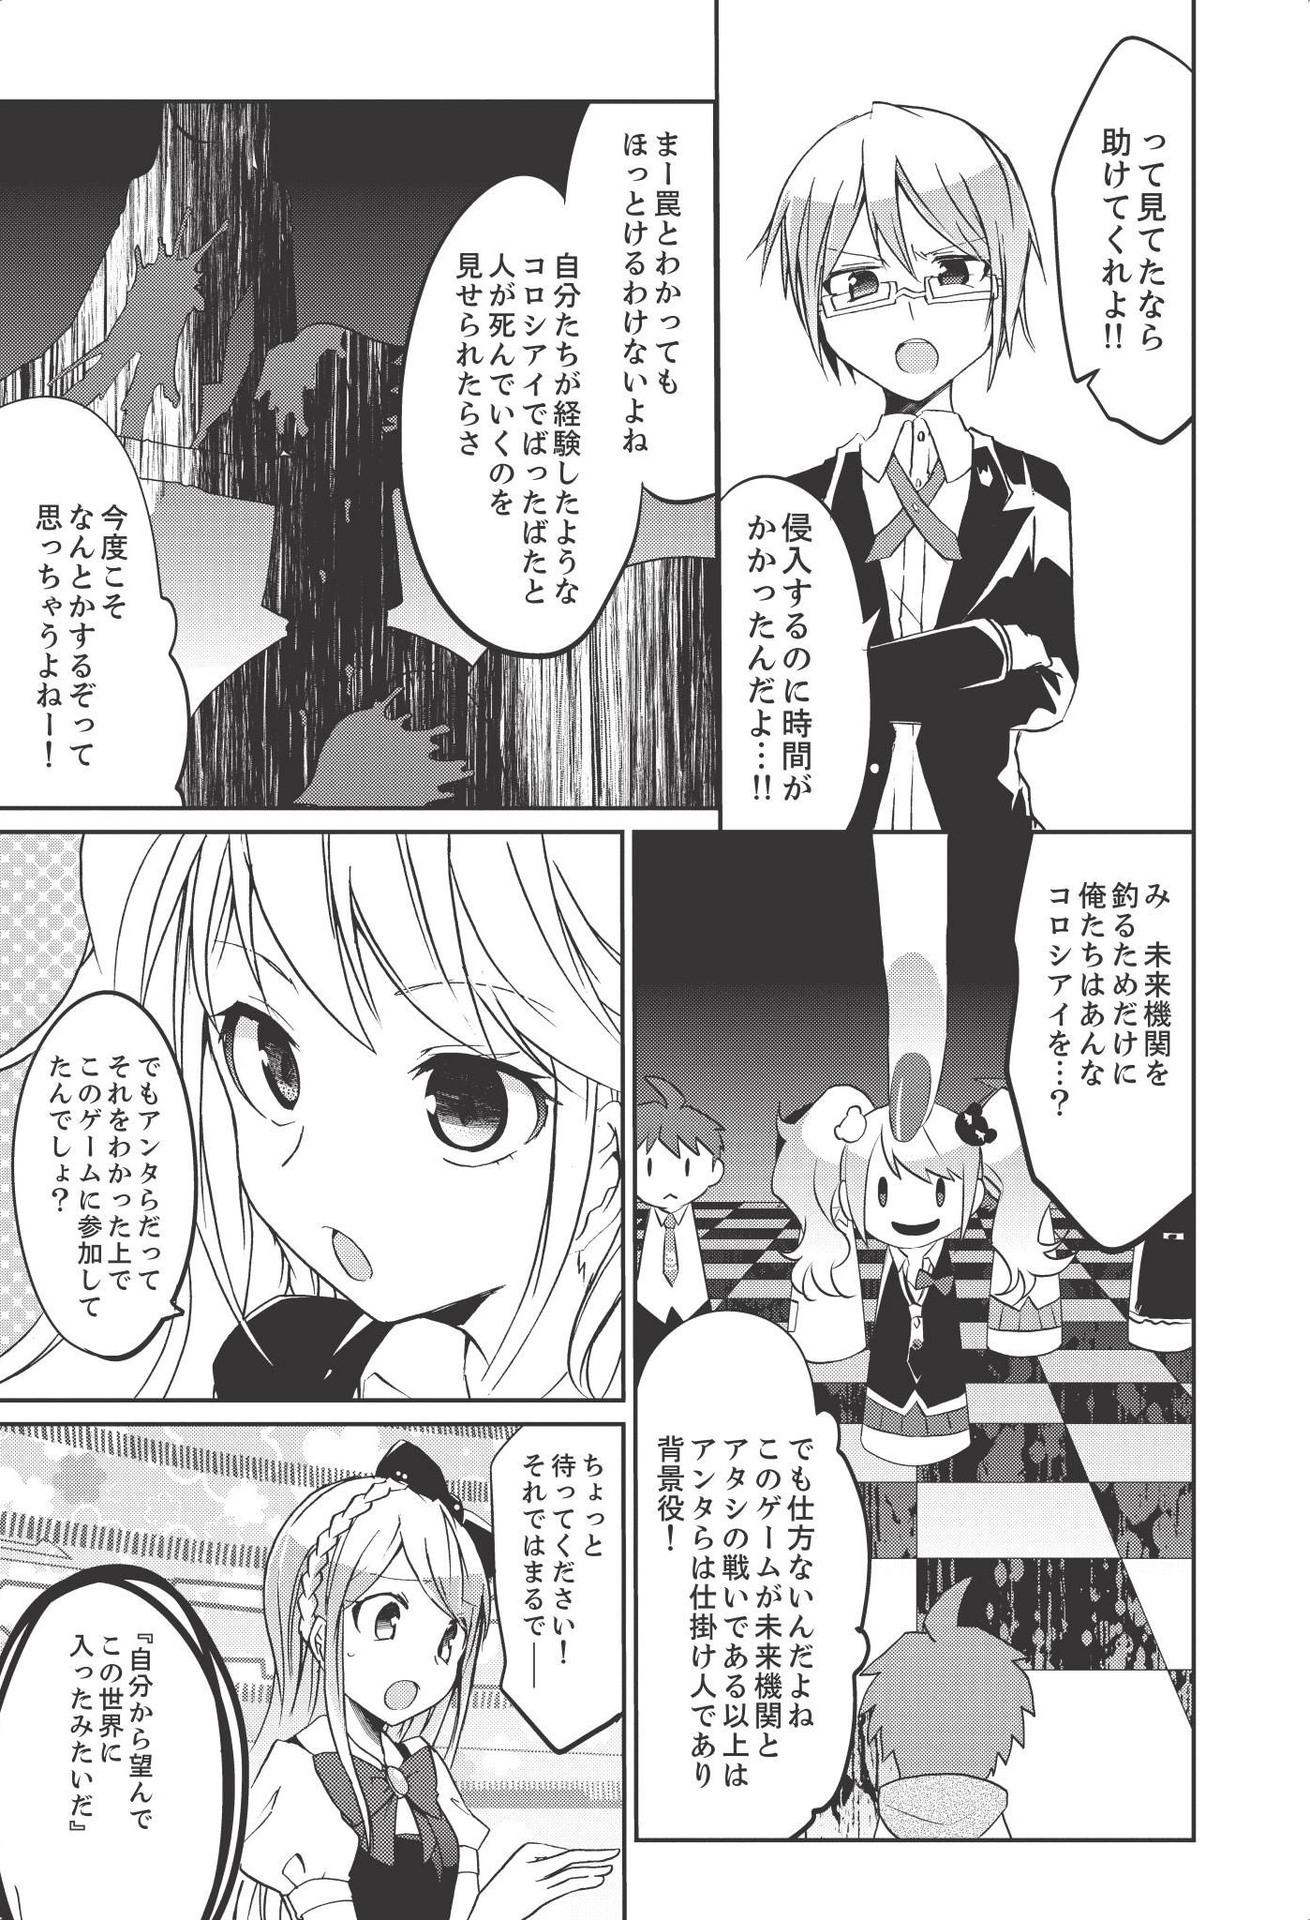 って見てたなら
助けてくれよ!!
侵入するのに時間が
かかったんだよ…!!
まー罠とわかっても
ほっとけるわけないよね
自分たちが経験したような
コロシアイでばったばたと
人が死んでいくのを
見せられたらさ
今度こそ
なんとかするぞって
思っちゃうよねー！
み　未来機関を
釣るためだけに
俺たちはあんな
コロシアイを…？
でも仕方ないんだよね
このゲームが未来機関と
アタシの戦いである以上は
アンタらは仕掛け人であり
背景役！
でもアンタらだって
それをわかった上で
このゲームに参加して
たんでしょ？
ちょっと
待ってください！
それではまるで――
『自分から望んで
この世界に
入ったみたいだ』